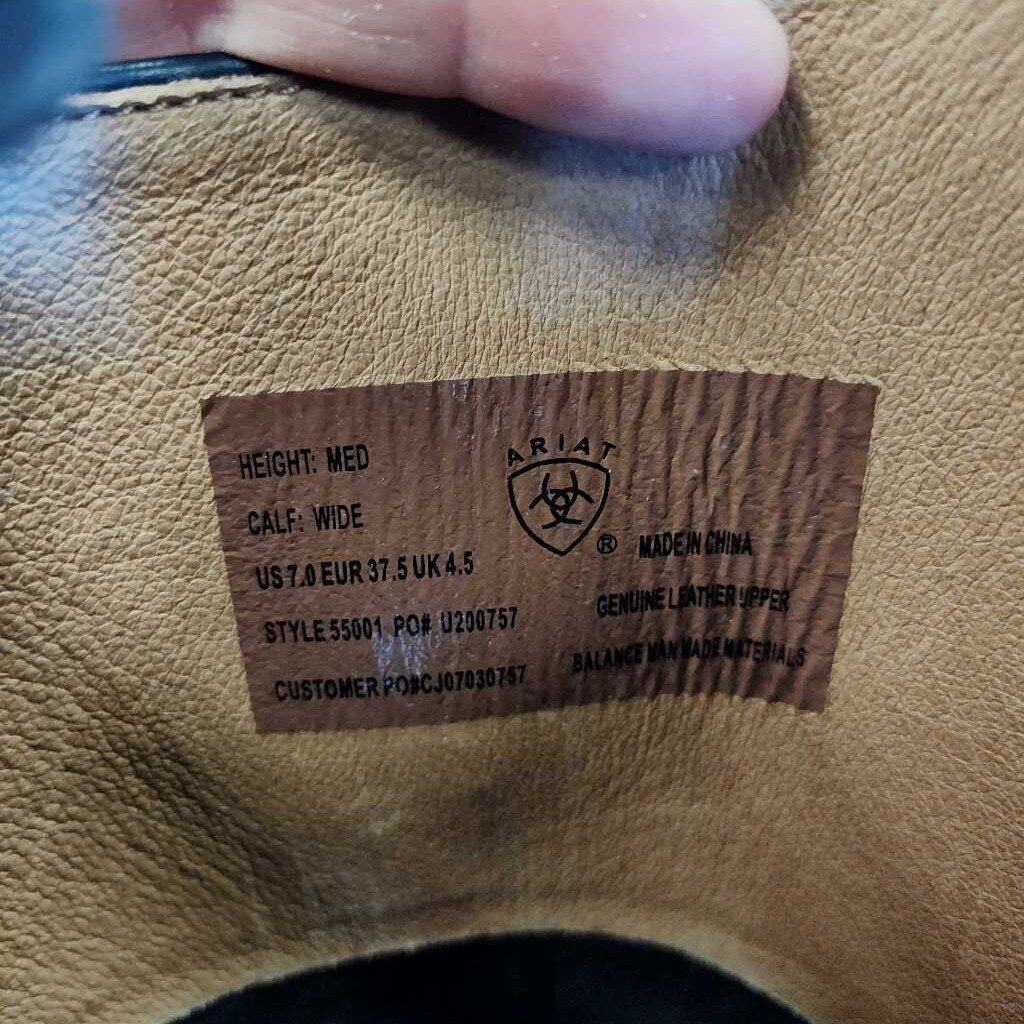 HEIGHT: MED
CALF: WIDE
US 7.0 EUR 37.5 UK 4.5
STYLE 55001 PO# U200757
CUSTOMER PO#CJ07030757
ARIAT
®
MADE IN CHINA
GENUINE LEATHER UPPER
BALANCE MAN MADE MATERIALS